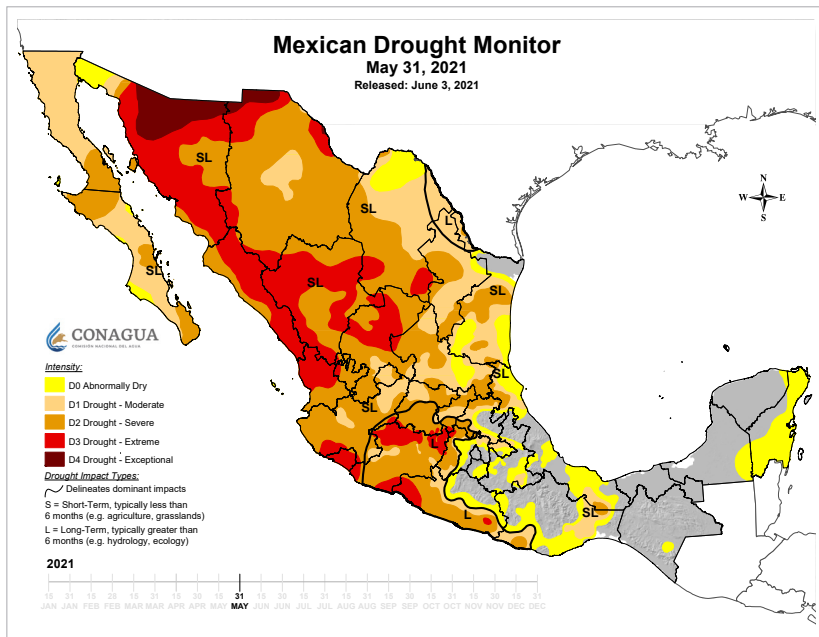 Mexican Drought Monitor
May 31, 2021
Released: June 3, 2021
N
W E
S
SL
SL
L
SL
SL
SL
SL
SL
L
L
SL
CONAGUA
COMISIÓN NACIONAL DEL AGUA
Intensity:
D0 Abnormally Dry
D1 Drought - Moderate
D2 Drought - Severe
D3 Drought - Extreme
D4 Drought - Exceptional
Drought Impact Types:
Delineates dominant impacts
S = Short-Term, typically less than
6 months (e.g. agriculture, grasslands)
L = Long-Term, typically greater than
6 months (e.g. hydrology, ecology)
2021
15 31 15 28 15 31 15 30 15 31 15 30 15 31 15 31 15 30 15 31 15 30 15 31
JAN JAN FEB FEB MAR MAR APR APR MAY MAY JUN JUN JUL JUL AUG AUG SEP SEP OCT OCT NOV NOV DEC DEC